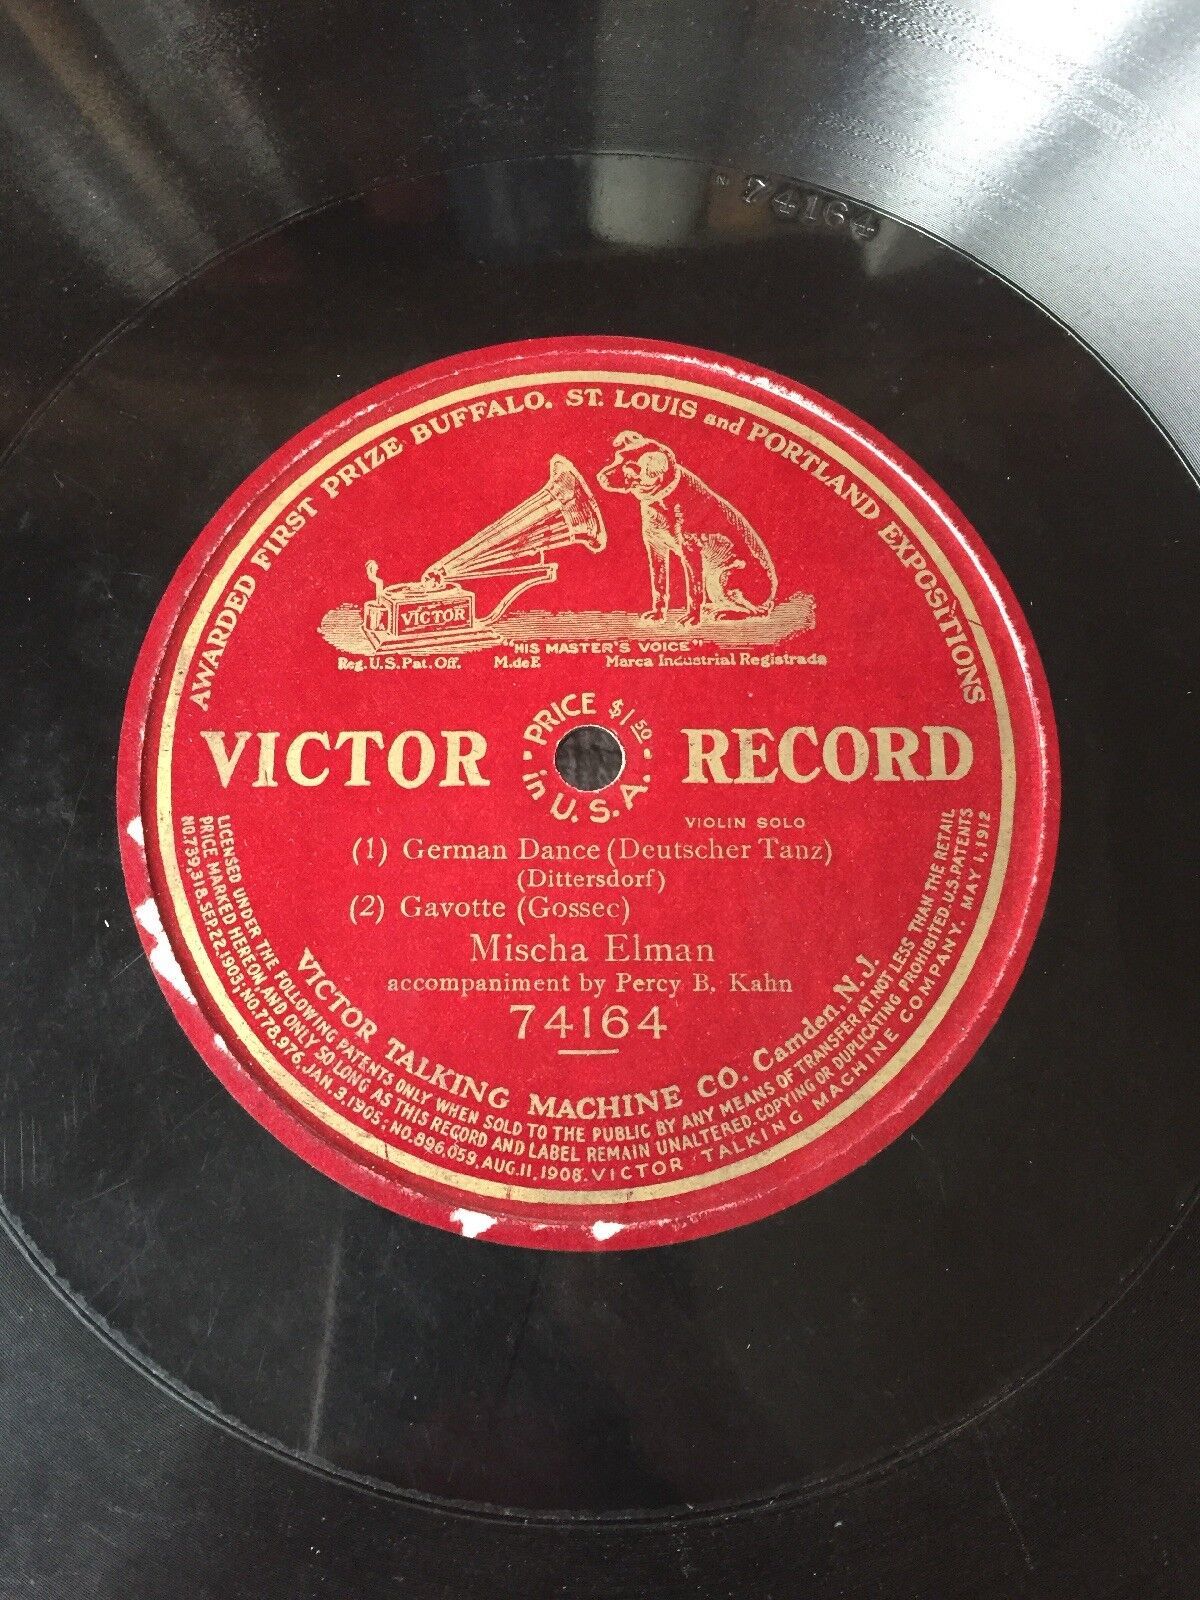 N 74164
AWARDED FIRST PRIZE BUFFALO. ST. LOUIS and PORTLAND EXPOSITIONS
VICTOR
"HIS MASTER'S VOICE"
Reg. U.S. Pat. Off. M.deF. Marca Industrial Registrada
VICTOR RECORD
PRICE $1.50
in U.S.A.
VIOLIN SOLO
(1) German Dance (Deutscher Tanz)
(Dittersdorf)
(2) Gavotte (Gossec)
Mischa Elman
accompaniment by Percy B. Kahn
74164
VICTOR TALKING MACHINE CO. Camden, N.J.
LICENSED UNDER THE FOLLOWING PATENTS ONLY WHEN SOLD TO THE PUBLIC BY ANY MEANS OF TRANSFER AT NOT LESS THAN THE RETAIL
PRICE MARKED HEREON, AND ONLY SO LONG AS THIS RECORD AND LABEL REMAIN UNALTERED. COPYING OR DUPLICATING PROHIBITED. U.S. PATENTS
NO. 739,318, SEP. 22, 1903; NO. 778,976, JAN. 3, 1905; NO. 896,059, AUG. 11, 1908. VICTOR TALKING MACHINE COMPANY. MAY 1, 1912